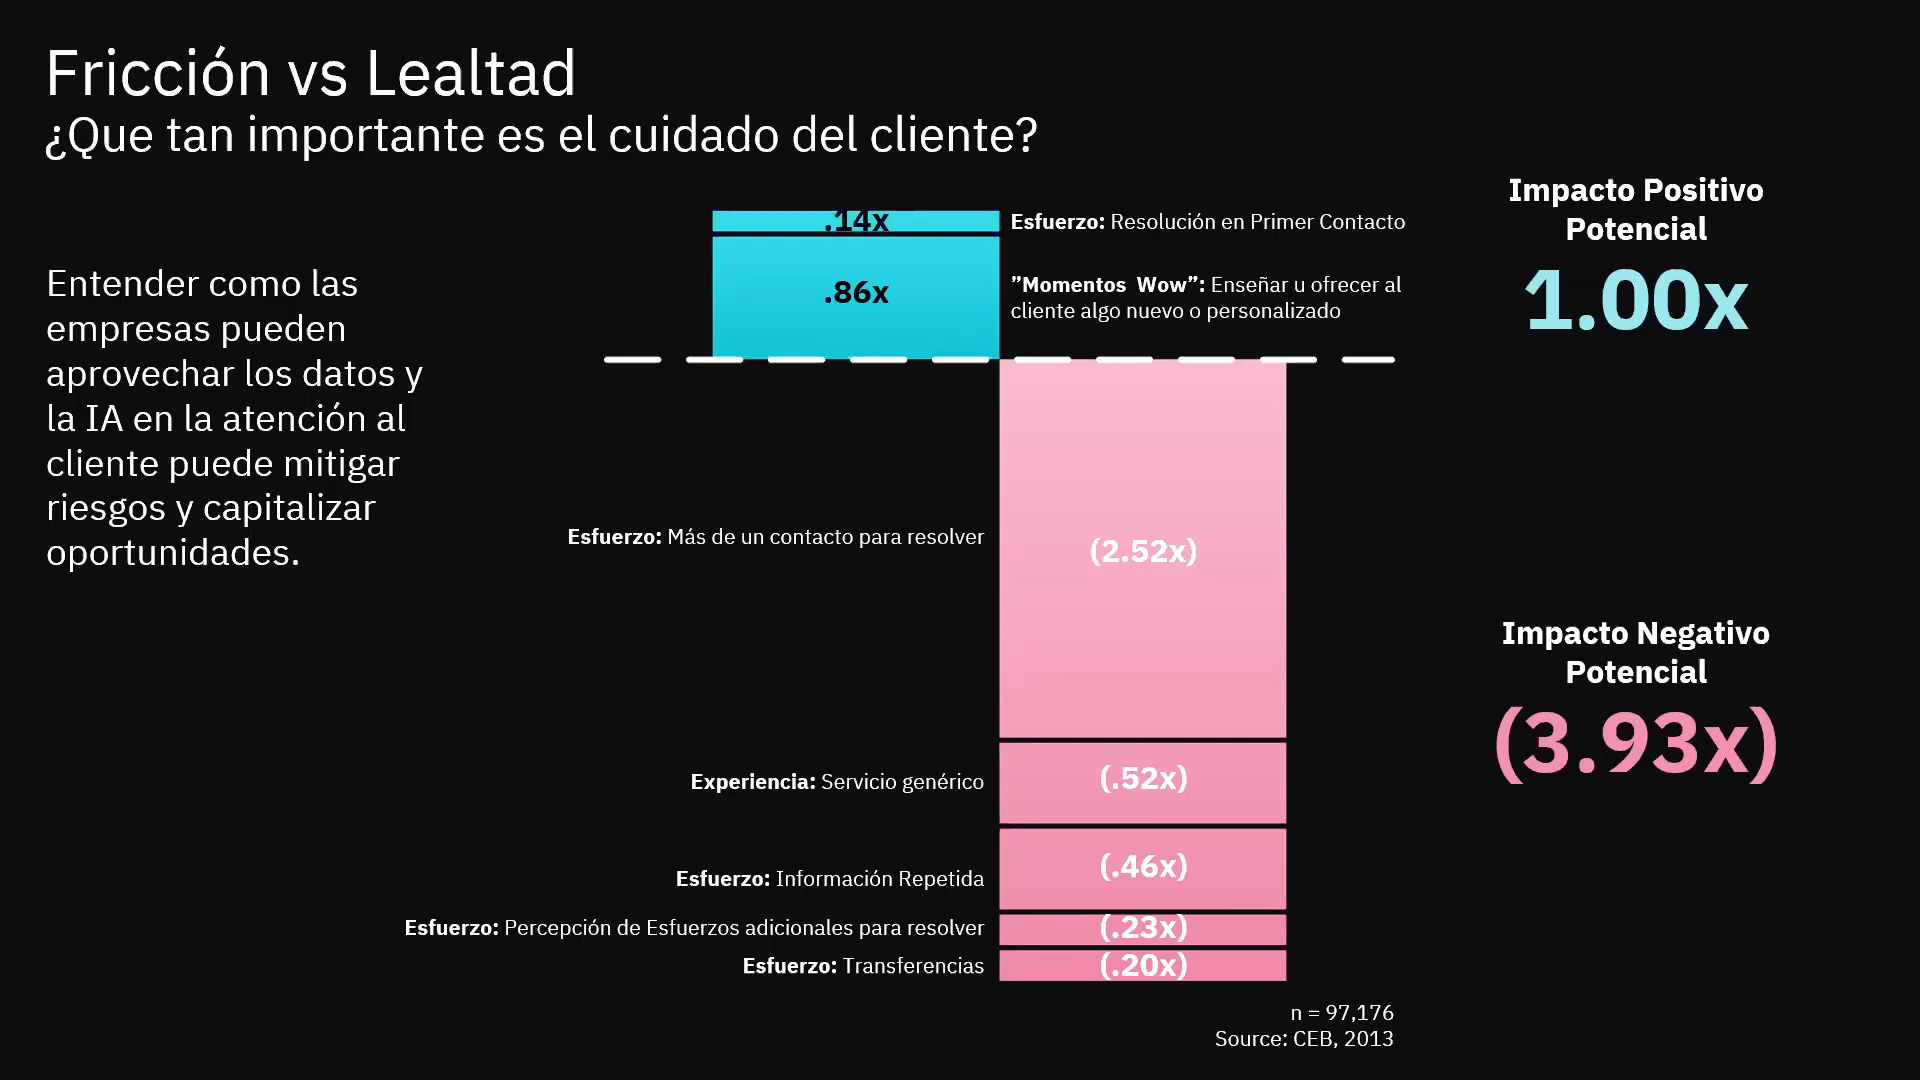 Fricción vs Lealtad
¿Que tan importante es el cuidado del cliente?
Entender como las
empresas pueden
aprovechar los datos y
la IA en la atención al
cliente puede mitigar
riesgos y capitalizar
oportunidades.
.14x
Esfuerzo: Resolución en Primer Contacto
.86x
”Momentos Wow”: Enseñar u ofrecer al
cliente algo nuevo o personalizado
Impacto Positivo
Potencial
1.00x
Esfuerzo: Más de un contacto para resolver
(2.52x)
Experiencia: Servicio genérico
(.52x)
Esfuerzo: Información Repetida
(.46x)
Esfuerzo: Percepción de Esfuerzos adicionales para resolver
(.23x)
Esfuerzo: Transferencias
(.20x)
Impacto Negativo
Potencial
(3.93x)
n = 97,176
Source: CEB, 2013